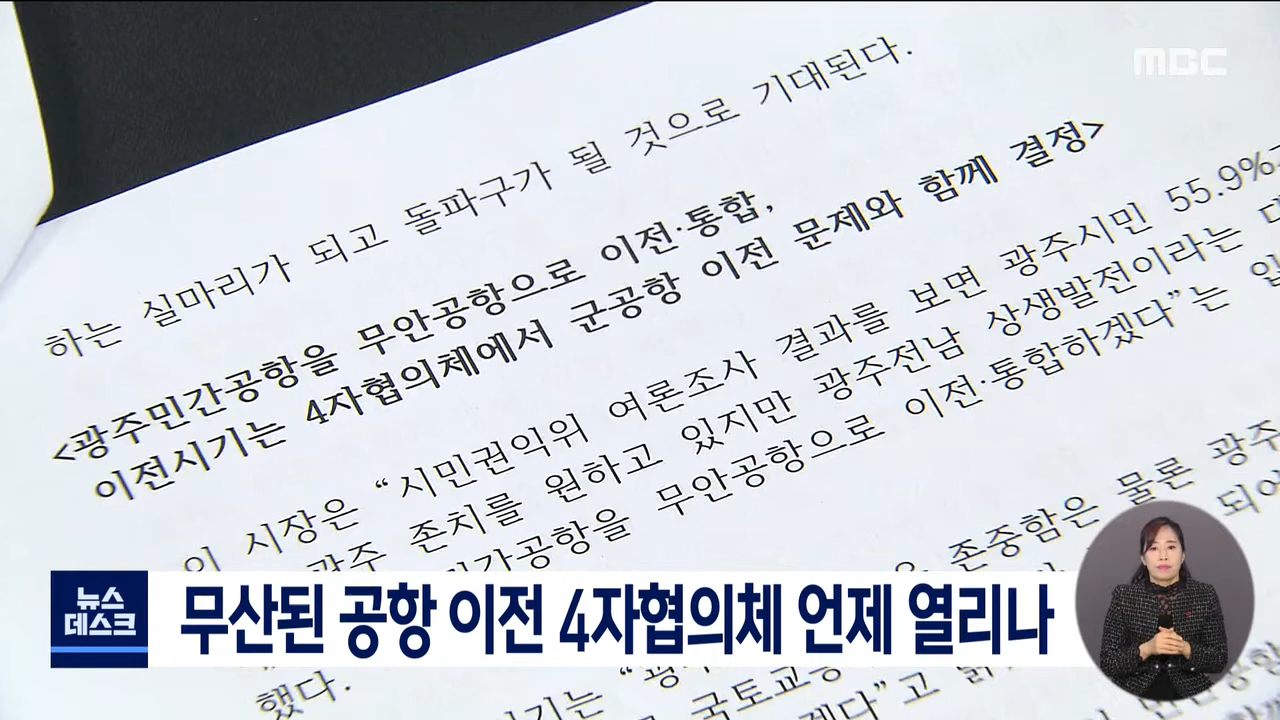 MBC
하는 실마리가 되고 돌파구가 될 것으로 기대된다.
<광주민간공항을 무안공항으로 이전·통합,
이전시기는 4자협의체에서 군공항 이전 문제와 함께 결정>
이 시장은 “시민권익위 여론조사 결과를 보면 광주시민 55.9%
광주 존치를 원하고 있지만 광주전남 상생발전이라는
공항을 무안공항으로 이전·통합하겠다”는
존중함은 물론 광주
되어
뉴스
데스크
무산된 공항 이전 4자협의체 언제 열리나
했다.
국토교통
”고